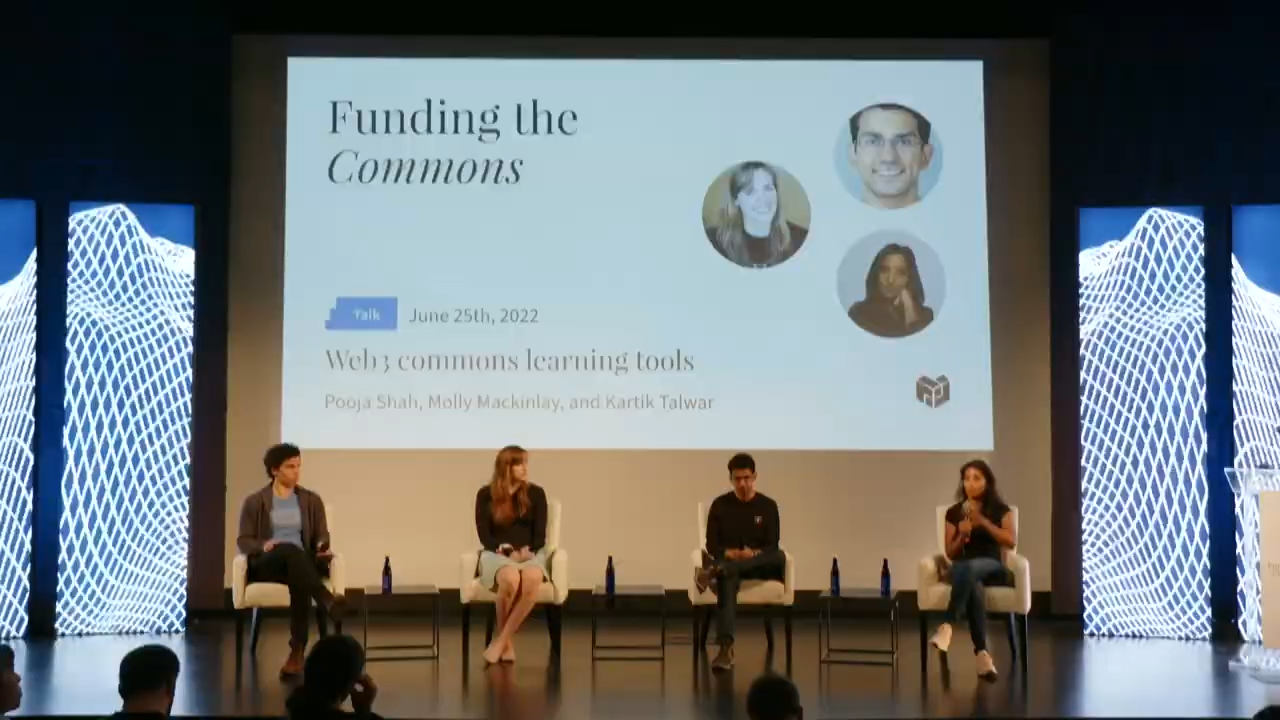 Funding the
Commons
Talk June 25th, 2022
Web3 commons learning tools
Pooja Shah, Molly Mackinlay, and Kartik Talwar